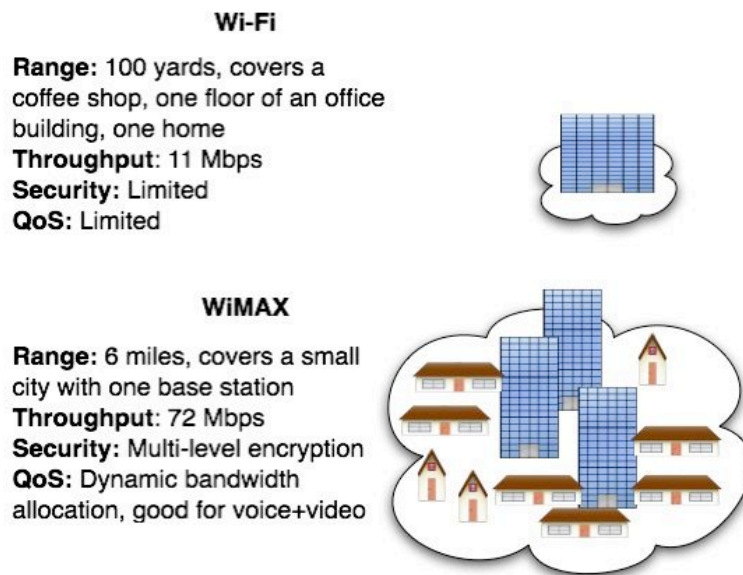 Wi-Fi
Range: 100 yards, covers a
coffee shop, one floor of an office
building, one home
Throughput: 11 Mbps
Security: Limited
QoS: Limited
WiMAX
Range: 6 miles, covers a small
city with one base station
Throughput: 72 Mbps
Security: Multi-level encryption
QoS: Dynamic bandwidth
allocation, good for voice+video